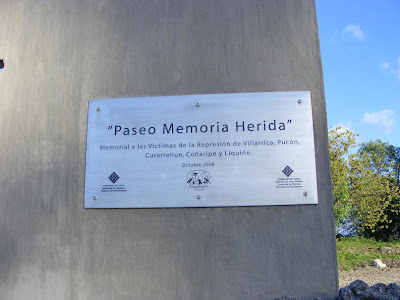 "Paseo Memoria Herida"
Memorial a las Víctimas de la Represión de Villarrica, Pucón,
Curarrehue, Coñaripe y Liquiñe.
Octubre 2008